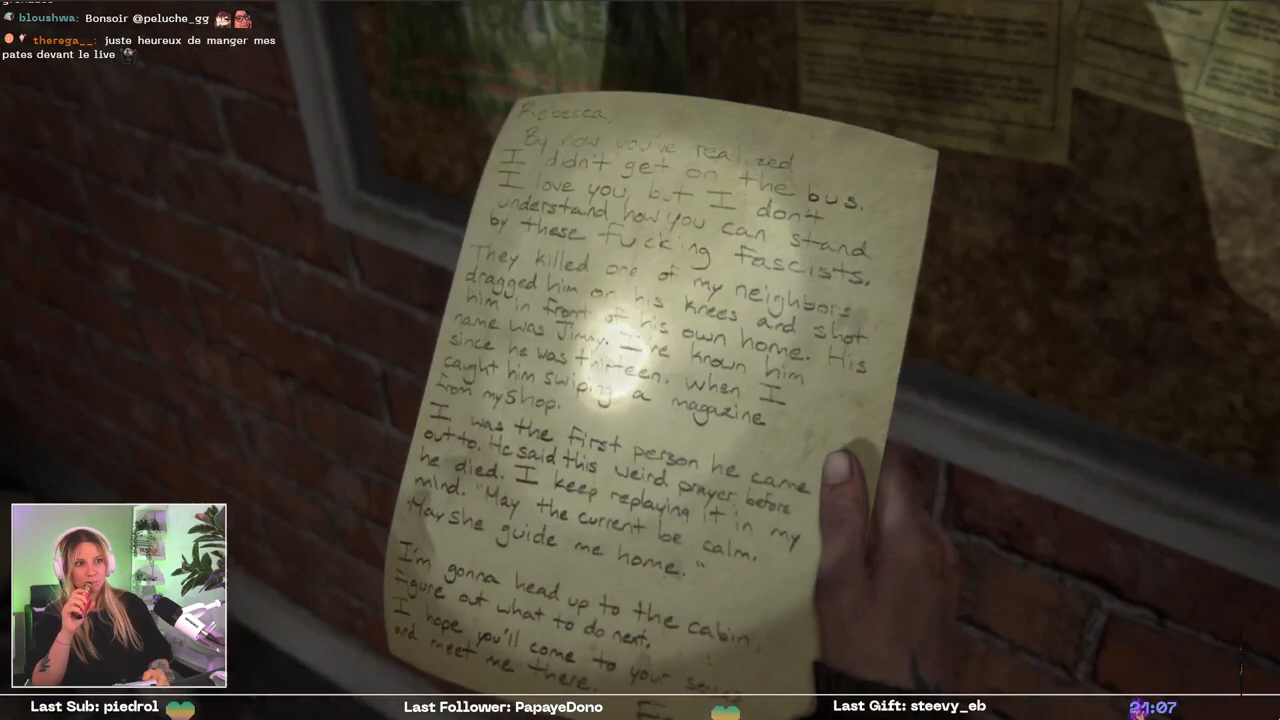 bloushwa: Bonsoir @peluche_gg
therega__: juste heureux de manger mes
pates devant le live
Rebecca,
By now you've realized
I didn't get on the bus.
I love you, but I don't
understand how you can stand
by these fucking fascists.
They killed one of my neighbors
dragged him on his knees and shot
him in front of his own home. His
name was Jimmy. I've known him
since he was thirteen. When I
caught him swiping a magazine
from my shop.
I was the first person he came
out to. He said this weird prayer before
he died. I keep replaying it in my
mind. "May the current be calm.
May she guide me home."
I'm gonna head up to the cabin
figure out what to do next.
I hope you'll come to your
and meet me there.
Last Sub: piedrol
Last Follower: PapayeDono
Last Gift: steevy_eb
21:07